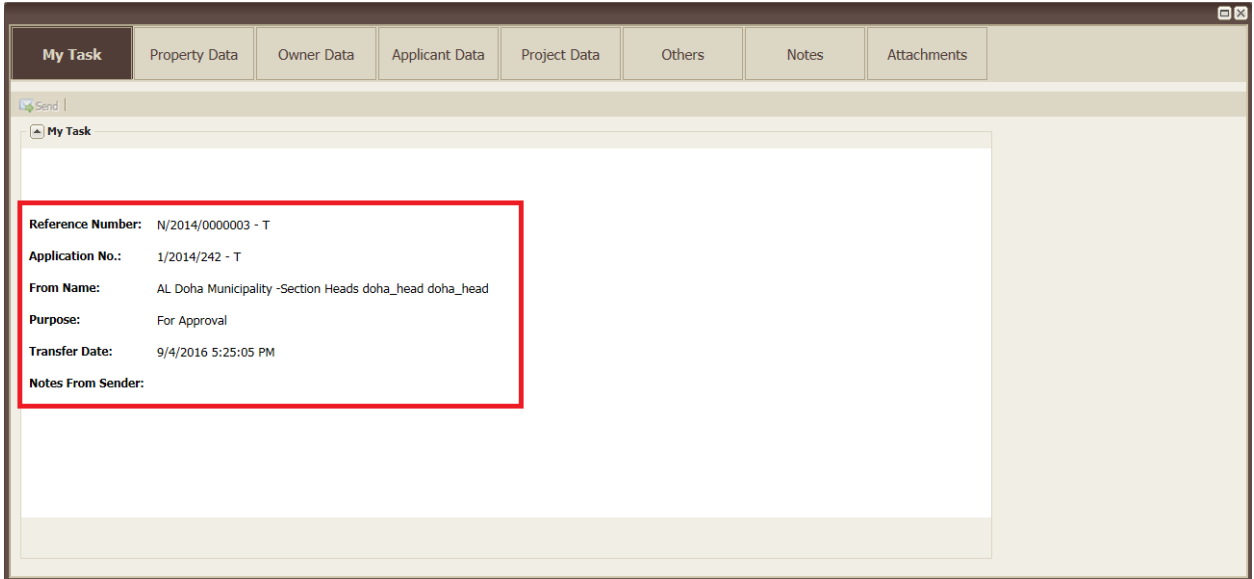 My Task Property Data Owner Data Applicant Data Project Data Others Notes Attachments
Send
My Task
Reference Number: N/2014/0000003 - T
Application No.: 1/2014/242 - T
From Name: AL Doha Municipality -Section Heads doha_head doha_head
Purpose: For Approval
Transfer Date: 9/4/2016 5:25:05 PM
Notes From Sender: